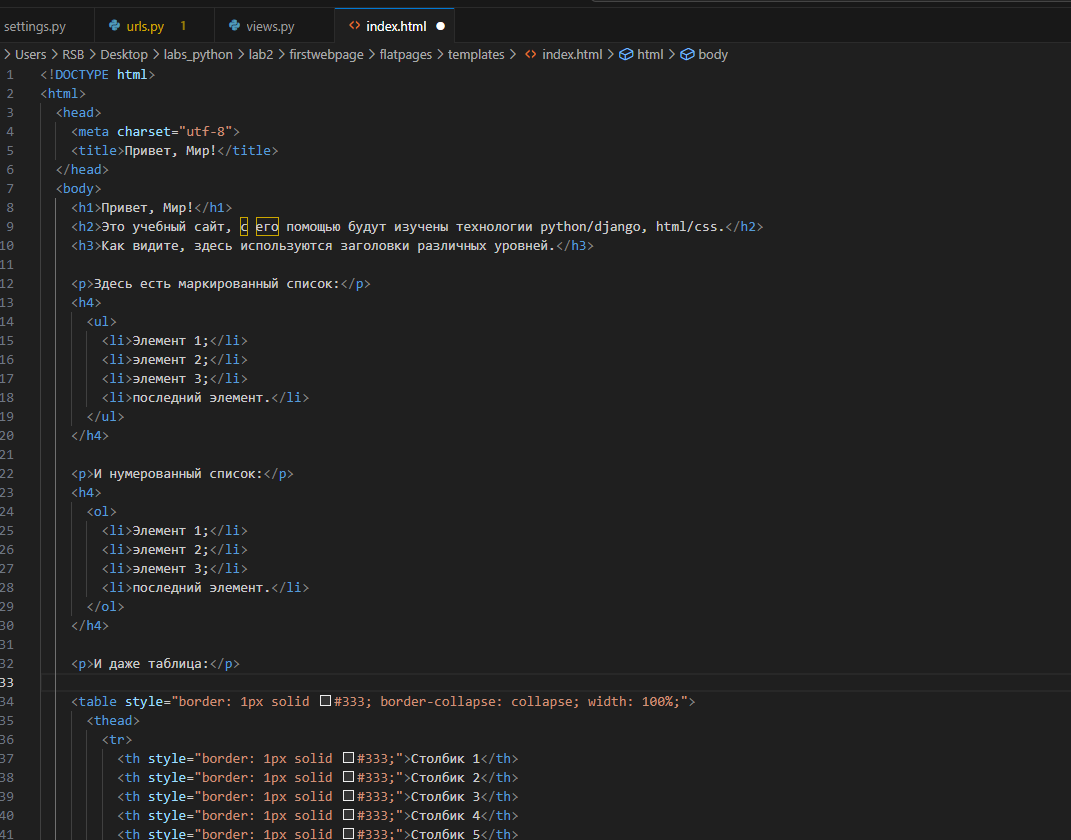 settings.py urls.py 1 views.py <> index.html
> Users > RSB > Desktop > labs_python > lab2 > firstwebpage > flatpages > templates > <> index.html > html > body
1 <!DOCTYPE html>
2 <html>
3 <head>
4 <meta charset="utf-8">
5 <title>Привет, Мир!</title>
6 </head>
7 <body>
8 <h1>Привет, Мир!</h1>
9 <h2>Это учебный сайт, с его помощью будут изучены технологии python/django, html/css.</h2>
10 <h3>Как видите, здесь используются заголовки различных уровней.</h3>
11
12 <p>Здесь есть маркированный список:</p>
13 <h4>
14 <ul>
15 <li>Элемент 1;</li>
16 <li>элемент 2;</li>
17 <li>элемент 3;</li>
18 <li>последний элемент.</li>
19 </ul>
20 </h4>
21
22 <p>И нумерованный список:</p>
23 <h4>
24 <ol>
25 <li>Элемент 1;</li>
26 <li>элемент 2;</li>
27 <li>элемент 3;</li>
28 <li>последний элемент.</li>
29 </ol>
30 </h4>
31
32 <p>И даже таблица:</p>
33
34 <table style="border: 1px solid #333; border-collapse: collapse; width: 100%;">
35 <thead>
36 <tr>
37 <th style="border: 1px solid #333;">Столбик 1</th>
38 <th style="border: 1px solid #333;">Столбик 2</th>
39 <th style="border: 1px solid #333;">Столбик 3</th>
40 <th style="border: 1px solid #333;">Столбик 4</th>
41 <th style="border: 1px solid #333;">Столбик 5</th>